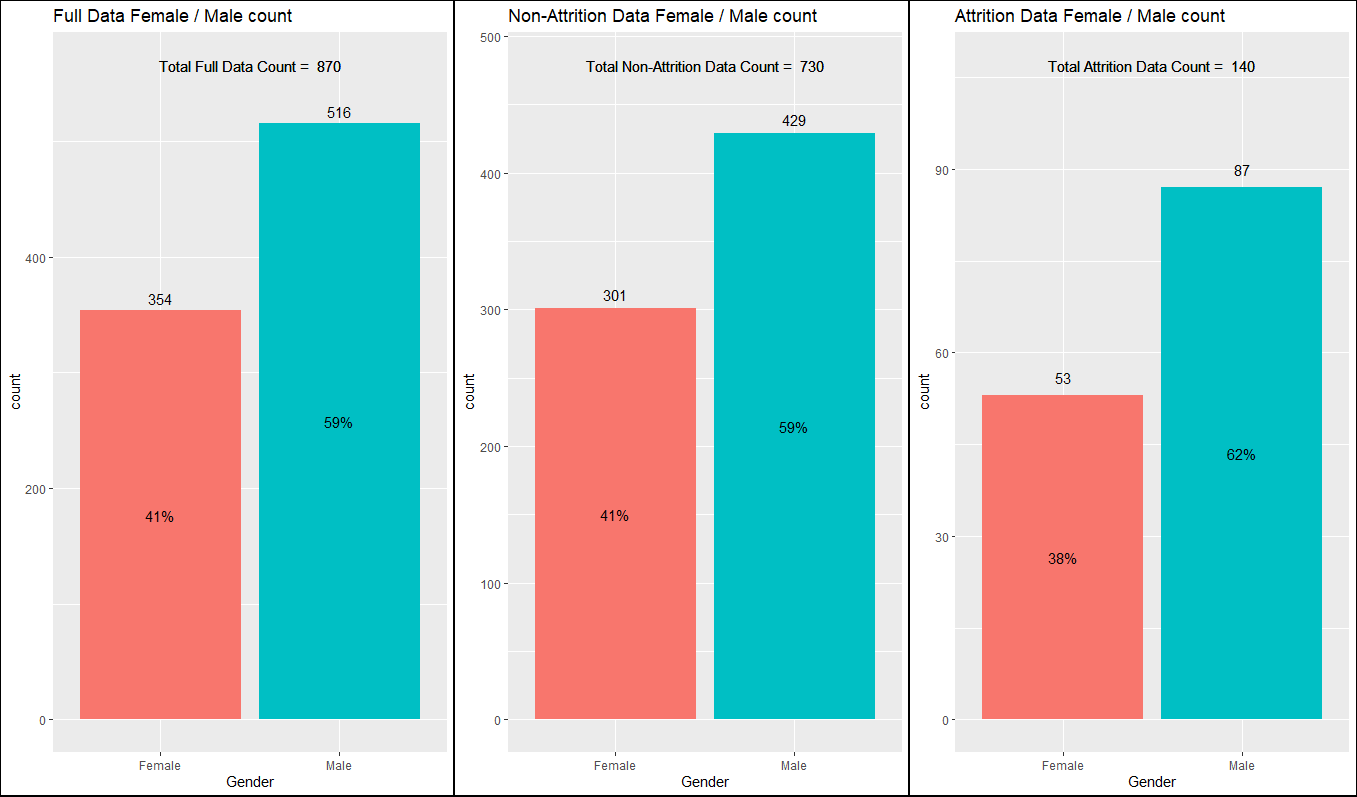 Full Data Female / Male count
Total Full Data Count =  870
516
354
59%
41%
400
200
0
count
Female
Male
Gender
Non-Attrition Data Female / Male count
Total Non-Attrition Data Count =  730
429
301
59%
41%
500
400
300
200
100
0
count
Female
Male
Gender
Attrition Data Female / Male count
Total Attrition Data Count =  140
87
53
62%
38%
90
60
30
0
count
Female
Male
Gender